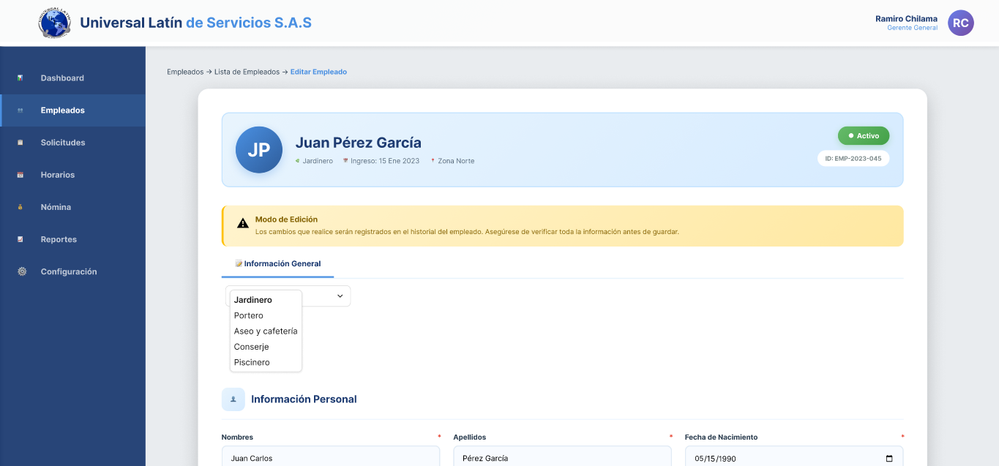 UNIVERSAL LATIN
Universal Latín de Servicios S.A.S
Ramiro Chilama
Gerente General
RC
Dashboard
Empleados
Solicitudes
Horarios
Nómina
Reportes
Configuración
Empleados → Lista de Empleados → Editar Empleado
JP
Juan Pérez García
Jardinero Ingreso: 15 Ene 2023 Zona Norte
Activo
ID: EMP-2023-045
Modo de Edición
Los cambios que realice serán registrados en el historial del empleado. Asegúrese de verificar toda la información antes de guardar.
Información General
Jardinero
Portero
Aseo y cafetería
Conserje
Piscinero
Información Personal
Nombres * Apellidos * Fecha de Nacimiento *
Juan Carlos Pérez García 05/15/1990